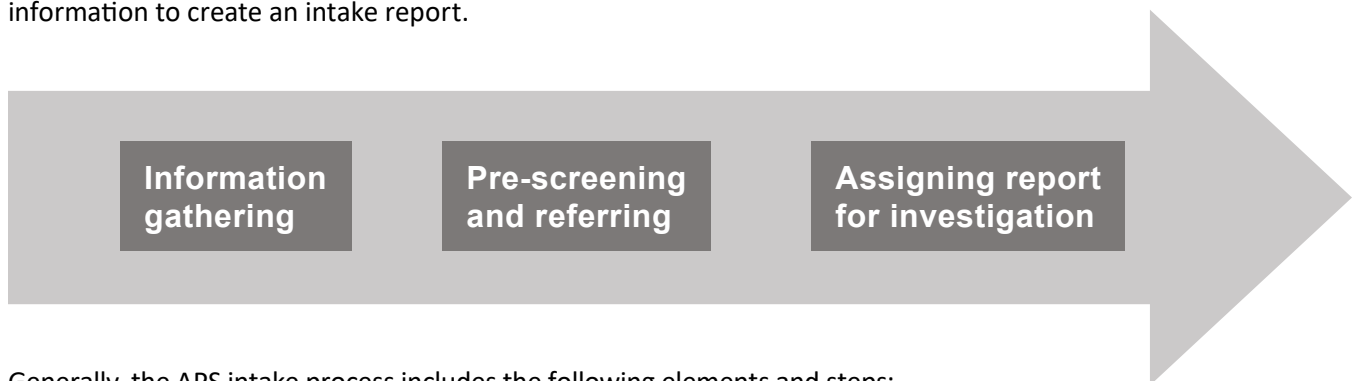 information to create an intake report.
Information
gathering
Pre-screening
and referring
Assigning report
for investigation
Generally, the APS intake process includes the following elements and steps: